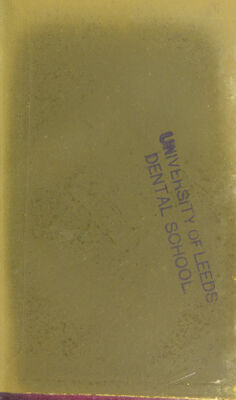 UNIVERSITY OF LEEDS
DENTAL SCHOOL.